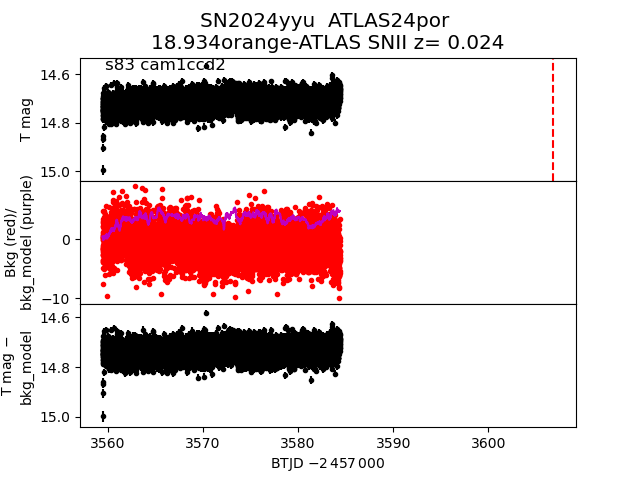 SN2024yyu  ATLAS24por
18.934orange-ATLAS SNII z= 0.024
s83 cam1ccd2
14.6
14.8
15.0
T mag
0
−10
Bkg (red)/
bkg_model (purple)
14.6
14.8
15.0
T mag −
bkg_model
3560 3570 3580 3590 3600
BTJD −2 457 000